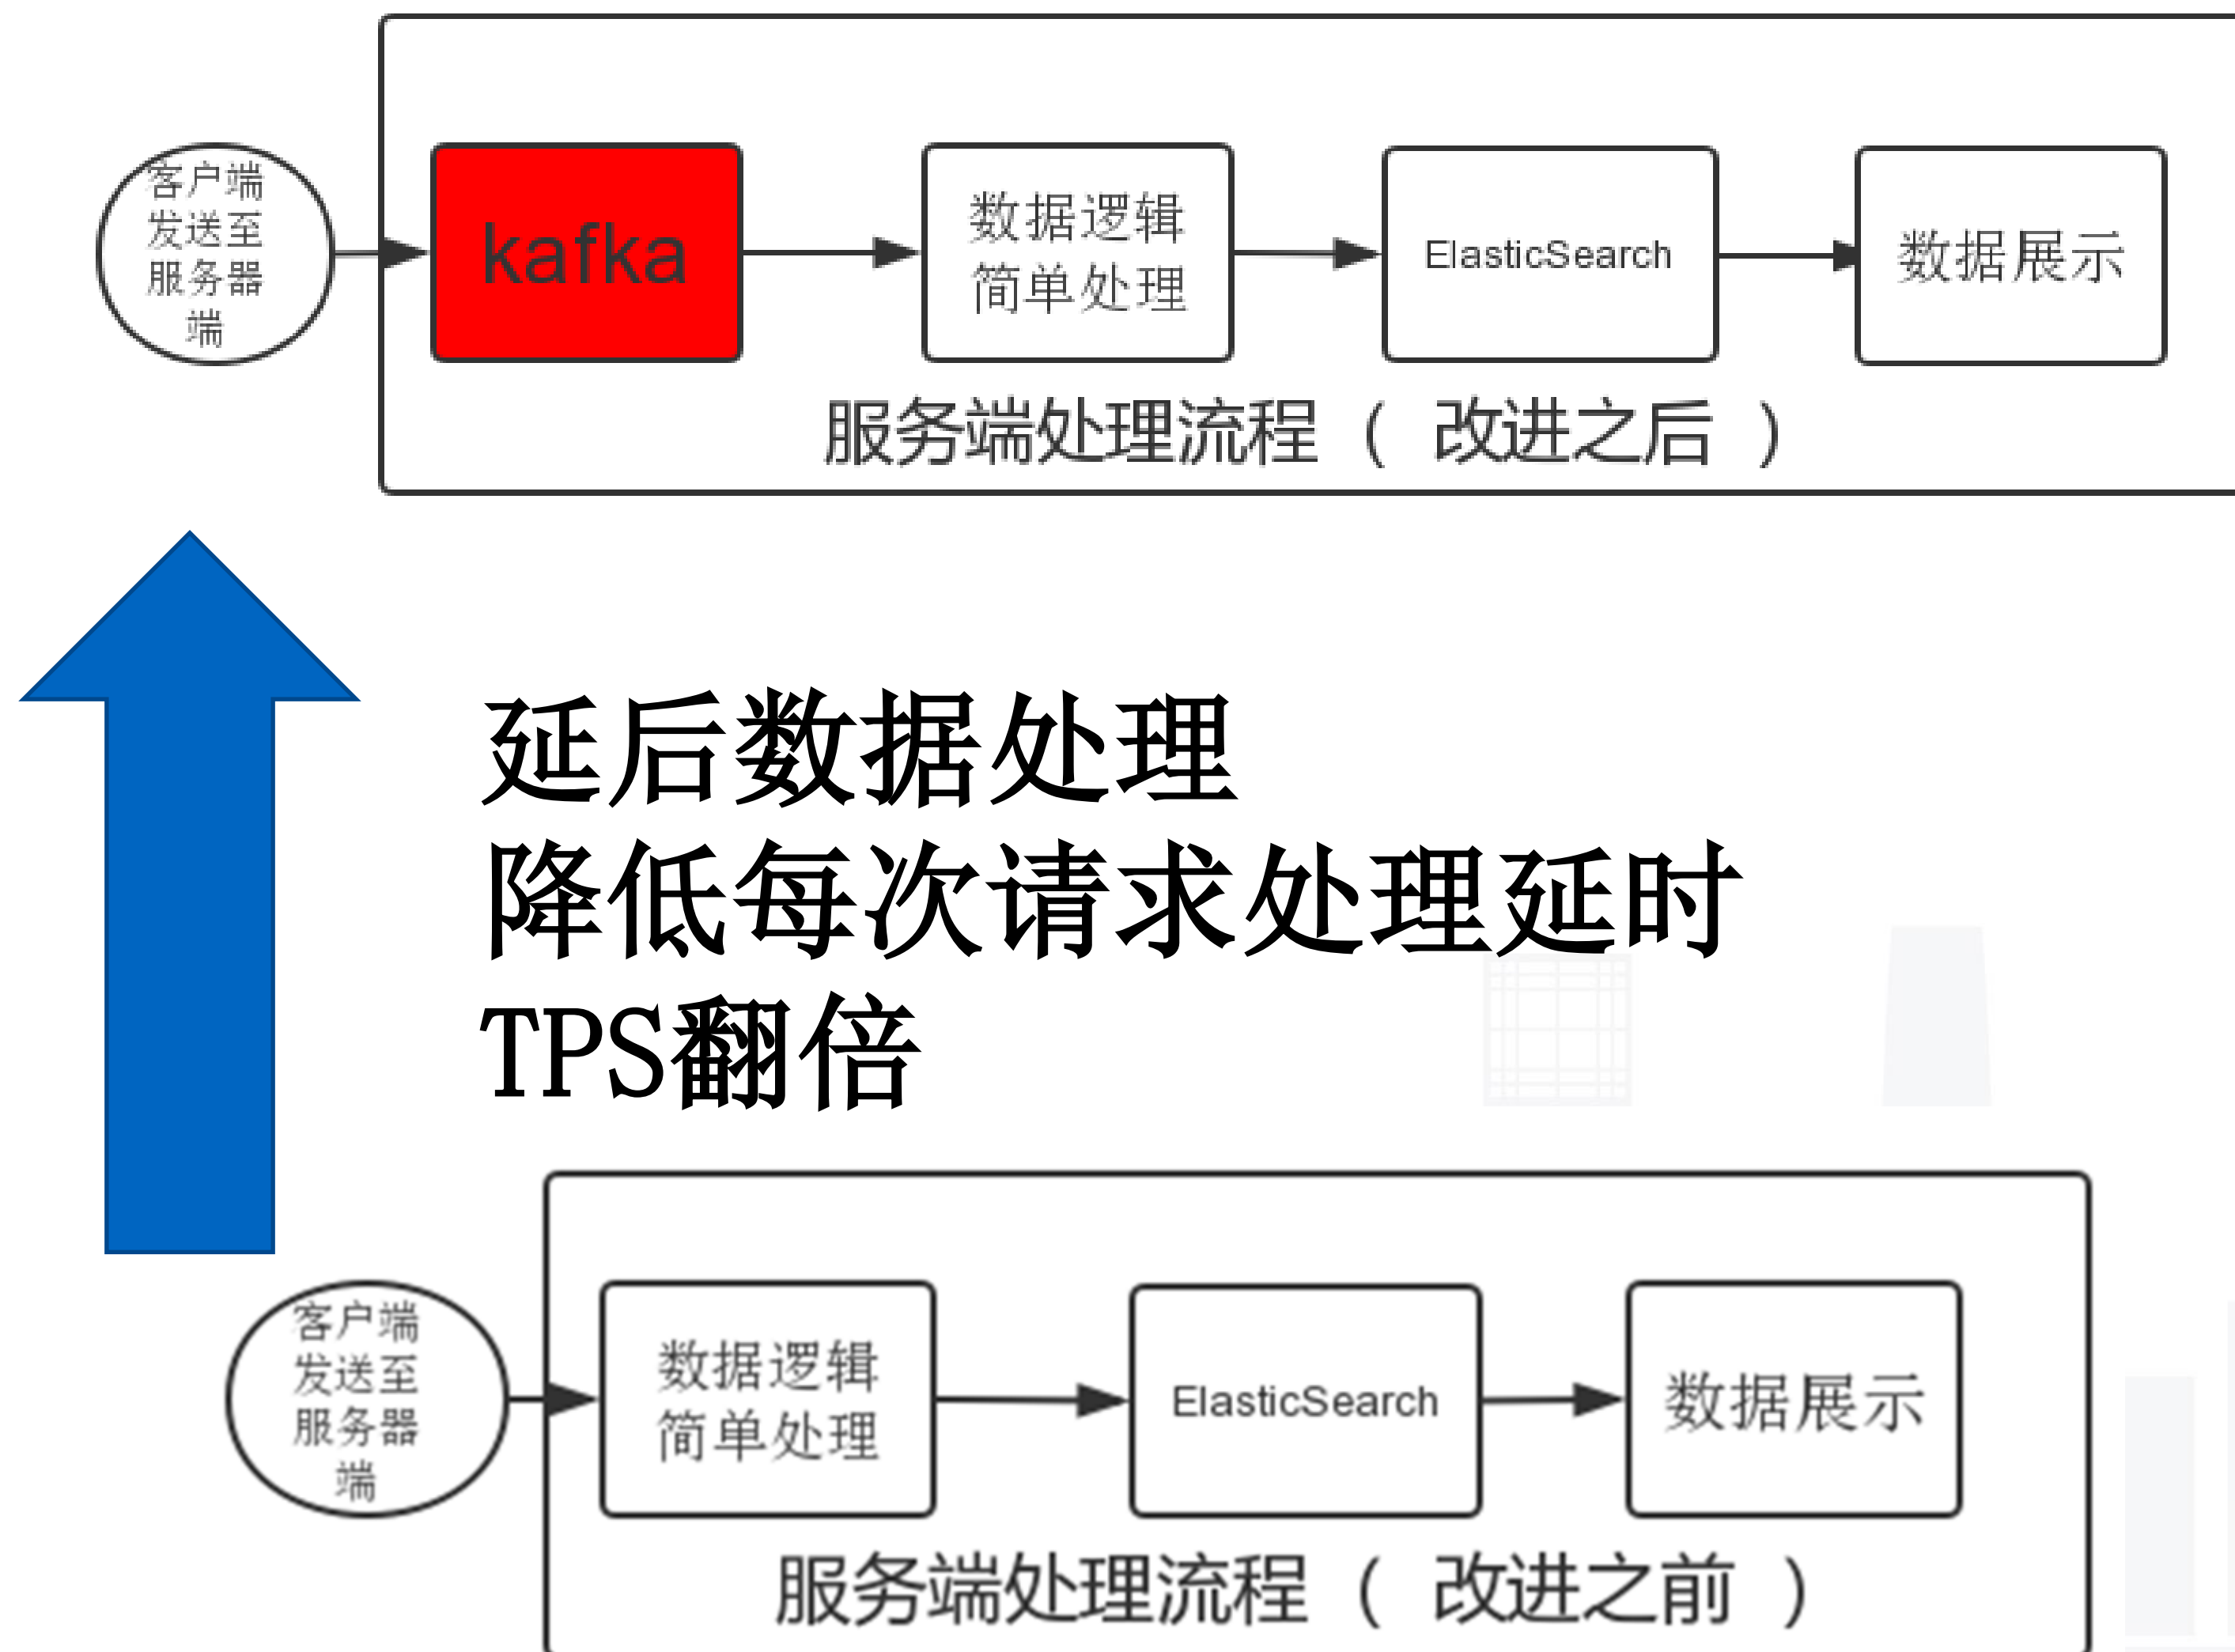 客户端
发送至
服务器
端
kafka
数据逻辑
简单处理
ElasticSearch
数据展示
服务端处理流程（ 改进之后 ）
延后数据处理
降低每次请求处理延时
TPS翻倍
客户端
发送至
服务器
端
数据逻辑
简单处理
ElasticSearch
数据展示
服务端处理流程（ 改进之前 ）